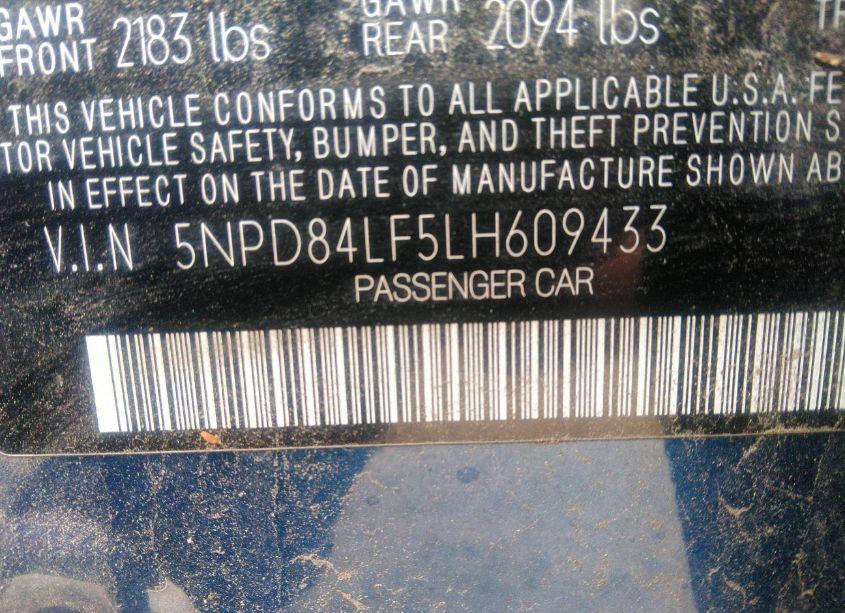 GAWR FRONT 2183 lbs GAWR REAR 2094 lbs
THIS VEHICLE CONFORMS TO ALL APPLICABLE U.S.A. FE
TOR VEHICLE SAFETY, BUMPER, AND THEFT PREVENTION S
IN EFFECT ON THE DATE OF MANUFACTURE SHOWN AB
V.I.N 5NPD84LF5LH609433
PASSENGER CAR